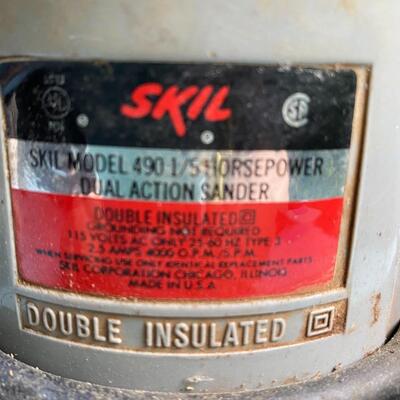 SKIL
SKIL MODEL 490 1/5 HORSEPOWER
DUAL ACTION SANDER
DOUBLE INSULATED
GROUNDING NOT REQUIRED
115 VOLTS AC ONLY 25-60 HZ TYPE 3
2.5 AMPS 4000 O.P.M./S.P.M.
WHEN SERVICING USE ONLY IDENTICAL REPLACEMENT PARTS
SKIL CORPORATION CHICAGO, ILLINOIS
MADE IN U.S.A
DOUBLE INSULATED